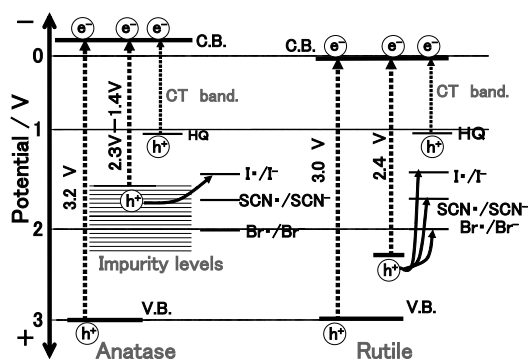 −
e⁻ e⁻ e⁻
C.B.
0
CT band.
2.3V−1.4V
3.2 V
1
HQ
h⁺
I•/I⁻
h⁺
SCN•/SCN⁻
Br•/Br⁻
2
Impurity levels
V.B.
3
h⁺
+
Anatase
Potential / V
e⁻ e⁻ e⁻
C.B.
CT band.
3.0 V
2.4 V
HQ
h⁺
I•/I⁻
SCN•/SCN⁻
Br•/Br⁻
h⁺
V.B.
h⁺
Rutile